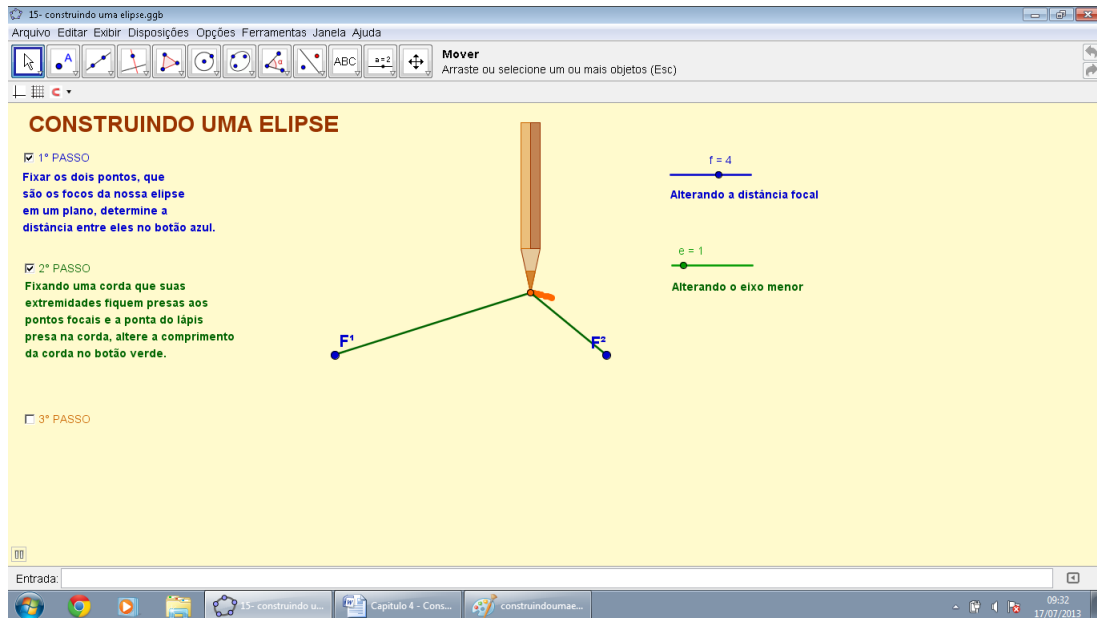 15- construindo uma elipse.ggb
Arquivo Editar Exibir Disposições Opções Ferramentas Janela Ajuda
A
α
ABC
a=2
Mover
Arraste ou selecione um ou mais objetos (Esc)
CONSTRUINDO UMA ELIPSE
1° PASSO
Fixar os dois pontos, que
são os focos da nossa elipse
em um plano, determine a
distância entre eles no botão azul.
2° PASSO
Fixando uma corda que suas
extremidades fiquem presas aos
pontos focais e a ponta do lápis
presa na corda, altere a comprimento
da corda no botão verde.
3° PASSO
F¹
F²
f = 4
Alterando a distância focal
e = 1
Alterando o eixo menor
Entrada:
15- construindo u...
Capitulo 4 - Cons...
construindoumae...
09:32
17/07/2013